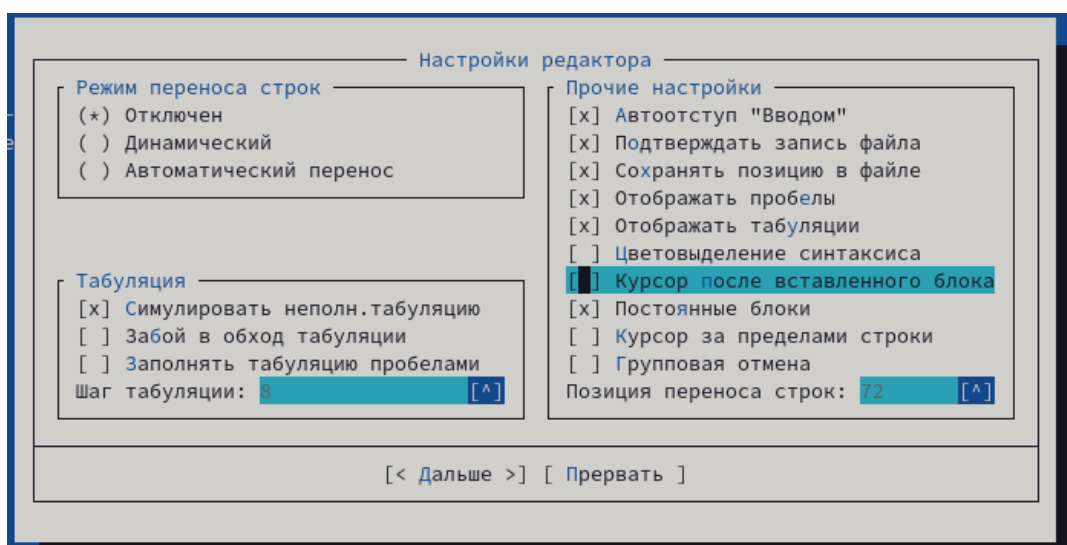 Настройки редактора
Режим переноса строк
(*) Отключен
( ) Динамический
( ) Автоматический перенос
Табуляция
[x] Симулировать неполн.табуляцию
[ ] Забой в обход табуляции
[ ] Заполнять табуляцию пробелами
Шаг табуляции: 8 [^]
Прочие настройки
[x] Автоотступ "Вводом"
[x] Подтверждать запись файла
[x] Сохранять позицию в файле
[x] Отображать пробелы
[x] Отображать табуляции
[ ] Цветовыделение синтаксиса
[ ] Курсор после вставленного блока
[x] Постоянные блоки
[ ] Курсор за пределами строки
[ ] Групповая отмена
Позиция переноса строк: 72 [^]
[< Дальше >] [ Прервать ]